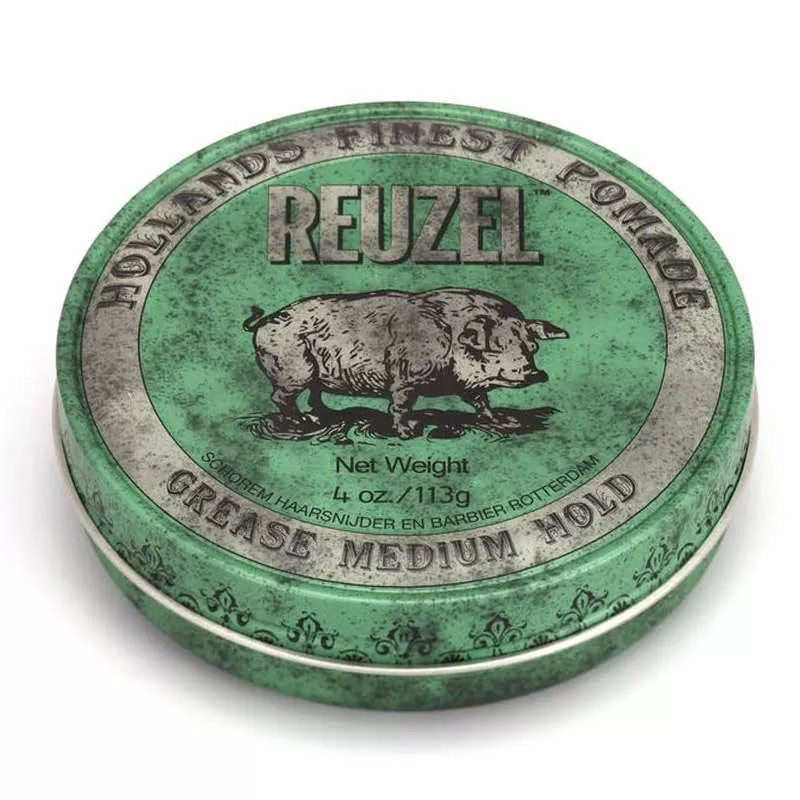 HOLLANDS FINEST POMADE
REUZEL™
Net Weight
4 oz./113g
SCHOREM HAARSNIJDER EN BARBIER ROTTERDAM
GREASE MEDIUM HOLD